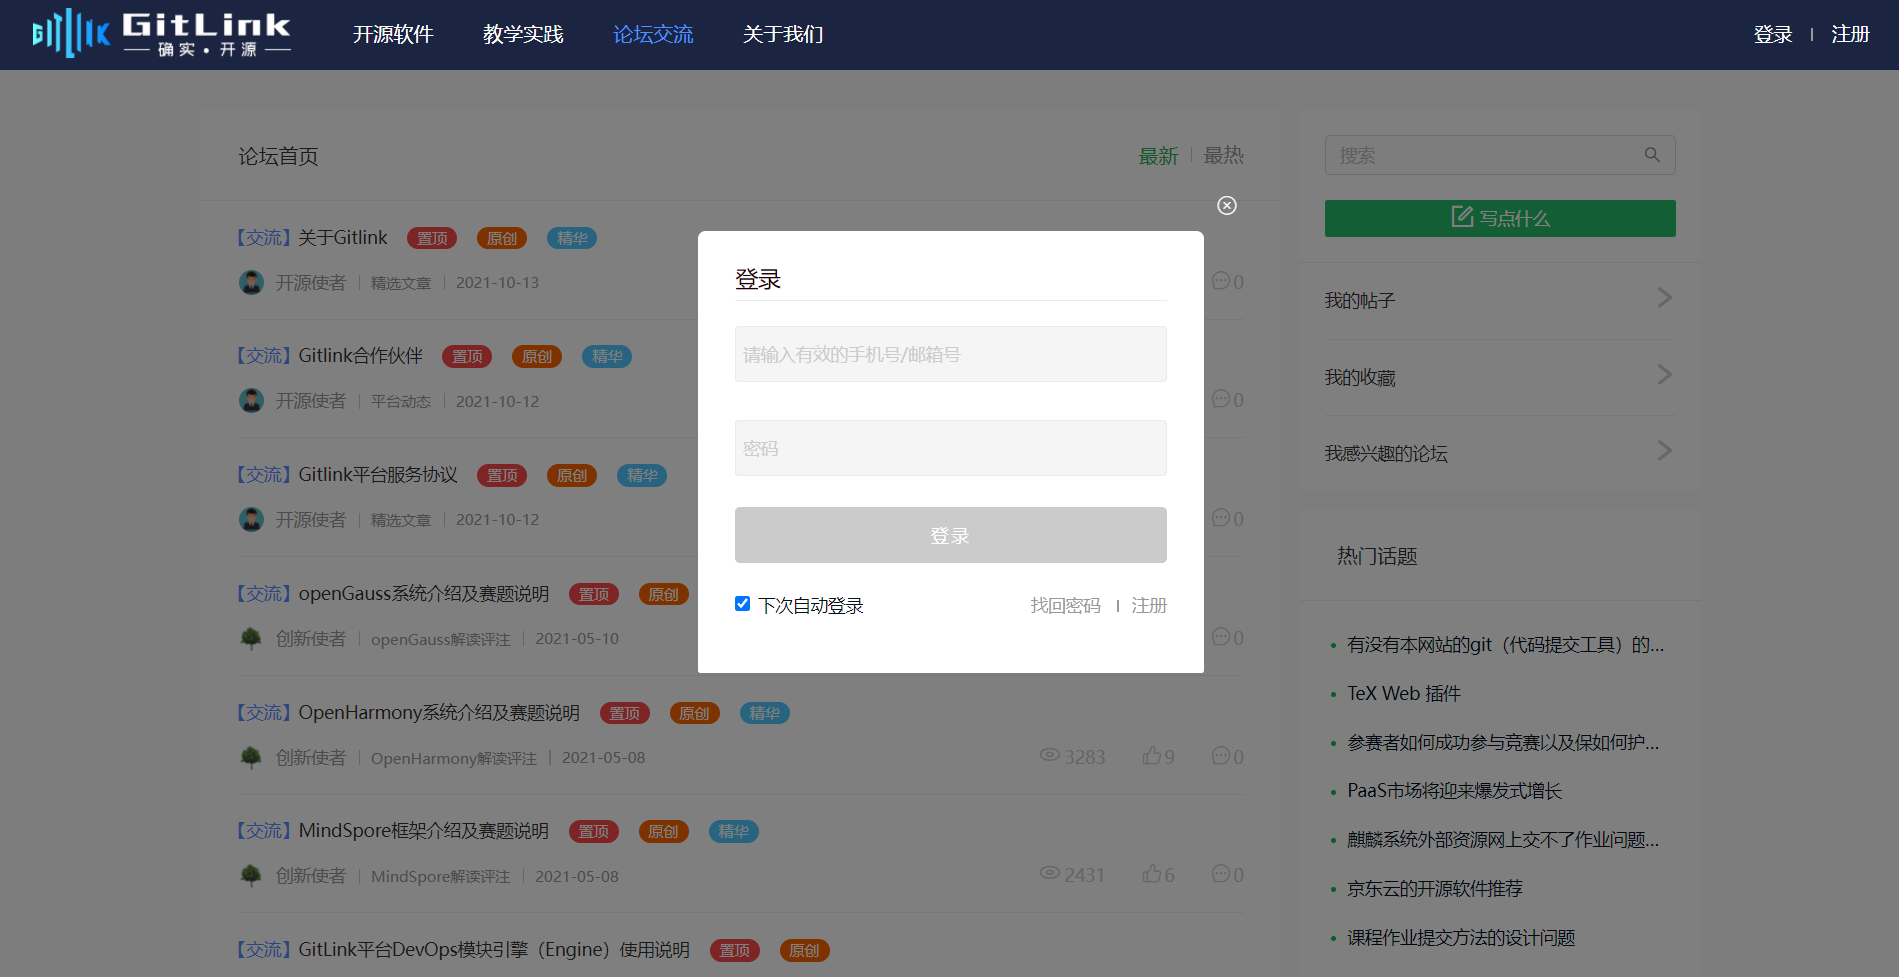 GitLink
确实·开源
开源软件 教学实践 论坛交流 关于我们 登录 | 注册
论坛首页 最新 | 最热
【交流】关于Gitlink 置顶 原创 精华
开源使者 | 精选文章 | 2021-10-13 0
【交流】Gitlink合作伙伴 置顶 原创 精华
开源使者 | 平台动态 | 2021-10-12 0
【交流】Gitlink平台服务协议 置顶 原创 精华
开源使者 | 精选文章 | 2021-10-12 0
【交流】openGauss系统介绍及赛题说明 置顶 原创
创新使者 | openGauss解读评注 | 2021-05-10 0
【交流】OpenHarmony系统介绍及赛题说明 置顶 原创 精华
创新使者 | OpenHarmony解读评注 | 2021-05-08 3283 9 0
【交流】MindSpore框架介绍及赛题说明 置顶 原创 精华
创新使者 | MindSpore解读评注 | 2021-05-08 2431 6 0
【交流】GitLink平台DevOps模块引擎（Engine）使用说明 置顶 原创
登录
请输入有效的手机号/邮箱号
密码
登录
下次自动登录 找回密码 | 注册
搜索
写点什么
我的帖子
我的收藏
我感兴趣的论坛
热门话题
有没有本网站的git（代码提交工具）的...
TeX Web 插件
参赛者如何成功参与竞赛以及保如何护...
PaaS市场将迎来爆发式增长
麒麟系统外部资源网上交不了作业问题...
京东云的开源软件推荐
课程作业提交方法的设计问题